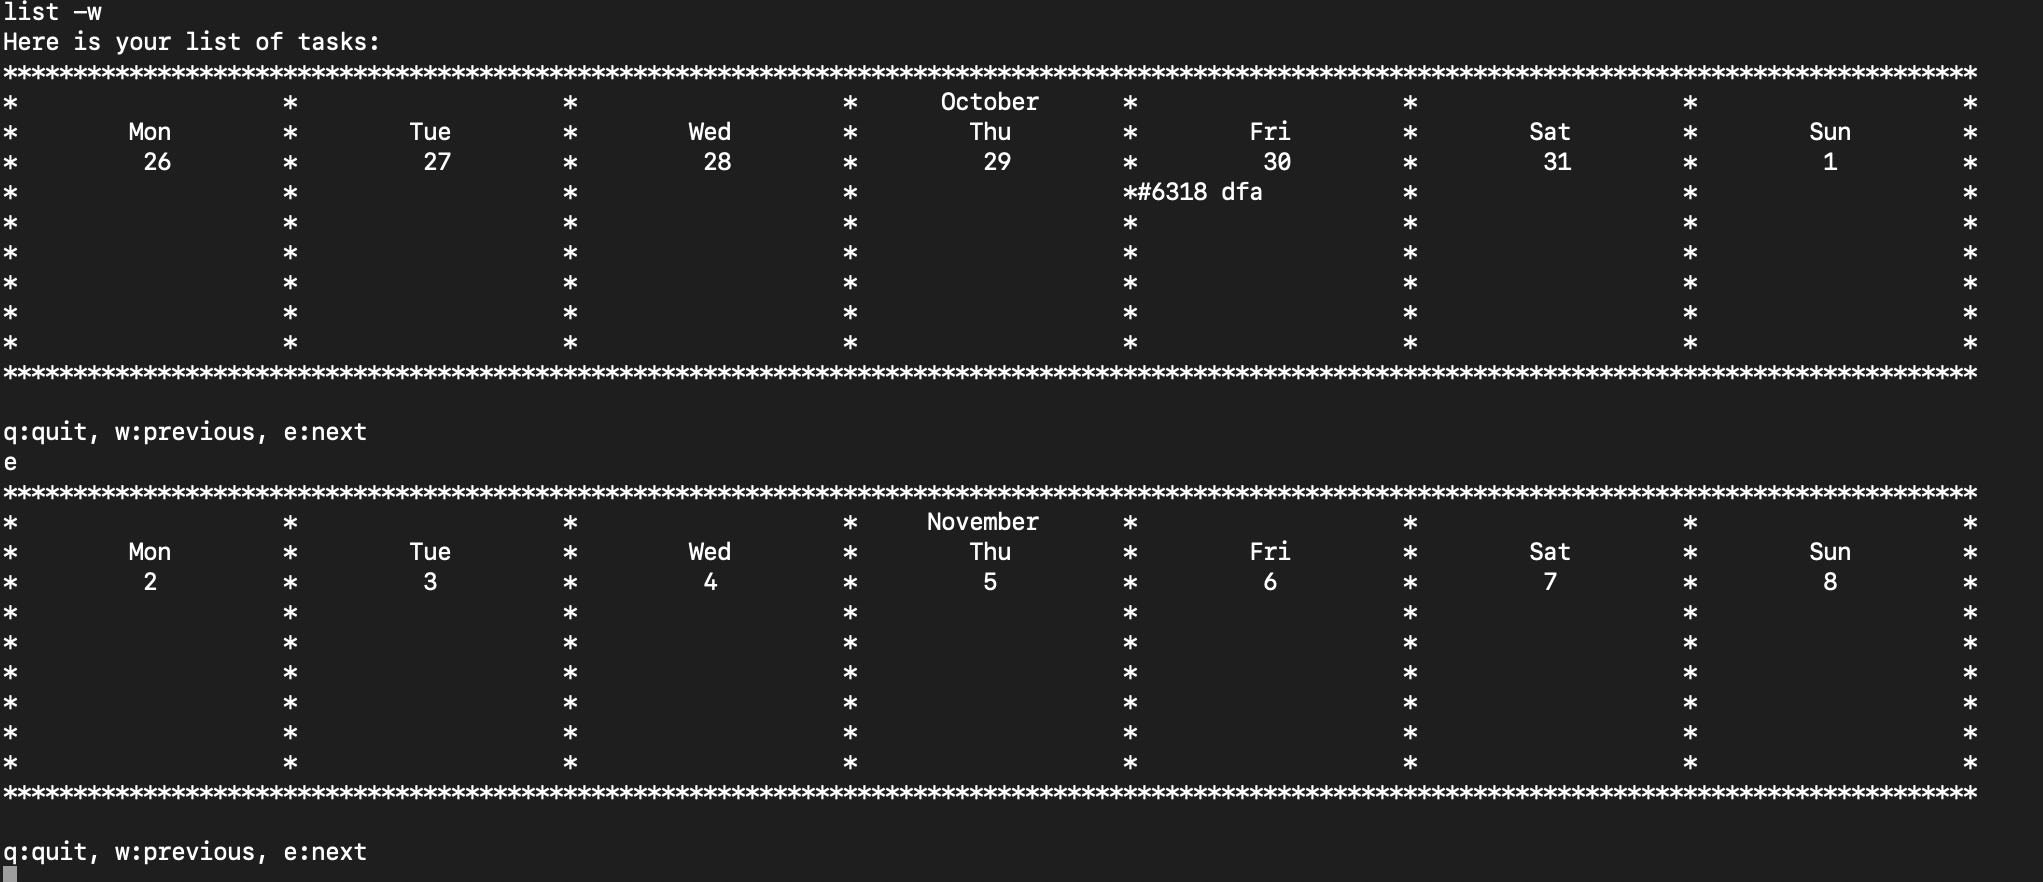 list -w
Here is your list of tasks:
*********************************************************************************************************************************************
*                   *                   *                   *      October      *                   *                   *                   *
*        Mon        *        Tue        *        Wed        *        Thu        *        Fri        *        Sat        *        Sun        *
*         26        *         27        *         28        *         29        *         30        *         31        *         1         *
*                   *                   *                   *                   *#6318 dfa          *                   *                   *
*                   *                   *                   *                   *                   *                   *                   *
*                   *                   *                   *                   *                   *                   *                   *
*                   *                   *                   *                   *                   *                   *                   *
*                   *                   *                   *                   *                   *                   *                   *
*                   *                   *                   *                   *                   *                   *                   *
*********************************************************************************************************************************************
q:quit, w:previous, e:next
e
*********************************************************************************************************************************************
*                   *                   *                   *     November      *                   *                   *                   *
*        Mon        *        Tue        *        Wed        *        Thu        *        Fri        *        Sat        *        Sun        *
*         2         *         3         *         4         *         5         *         6         *         7         *         8         *
*                   *                   *                   *                   *                   *                   *                   *
*                   *                   *                   *                   *                   *                   *                   *
*                   *                   *                   *                   *                   *                   *                   *
*                   *                   *                   *                   *                   *                   *                   *
*                   *                   *                   *                   *                   *                   *                   *
*                   *                   *                   *                   *                   *                   *                   *
*********************************************************************************************************************************************
q:quit, w:previous, e:next